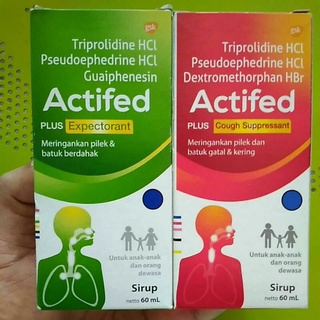 gsk
Triprolidine HCl
Pseudoephedrine HCl
Guaiphenesin
Actifed
PLUS Expectorant
Meringankan pilek &
batuk berdahak
Untuk anak-anak
dan orang
dewasa
Sirup
netto 60 mL
gsk
Triprolidine HCl
Pseudoephedrine HCl
Dextromethorphan HBr
Actifed
PLUS Cough Suppressant
Meringankan pilek dan
batuk gatal & kering
Untuk anak-anak
dan orang
dewasa
Sirup
netto 60 mL